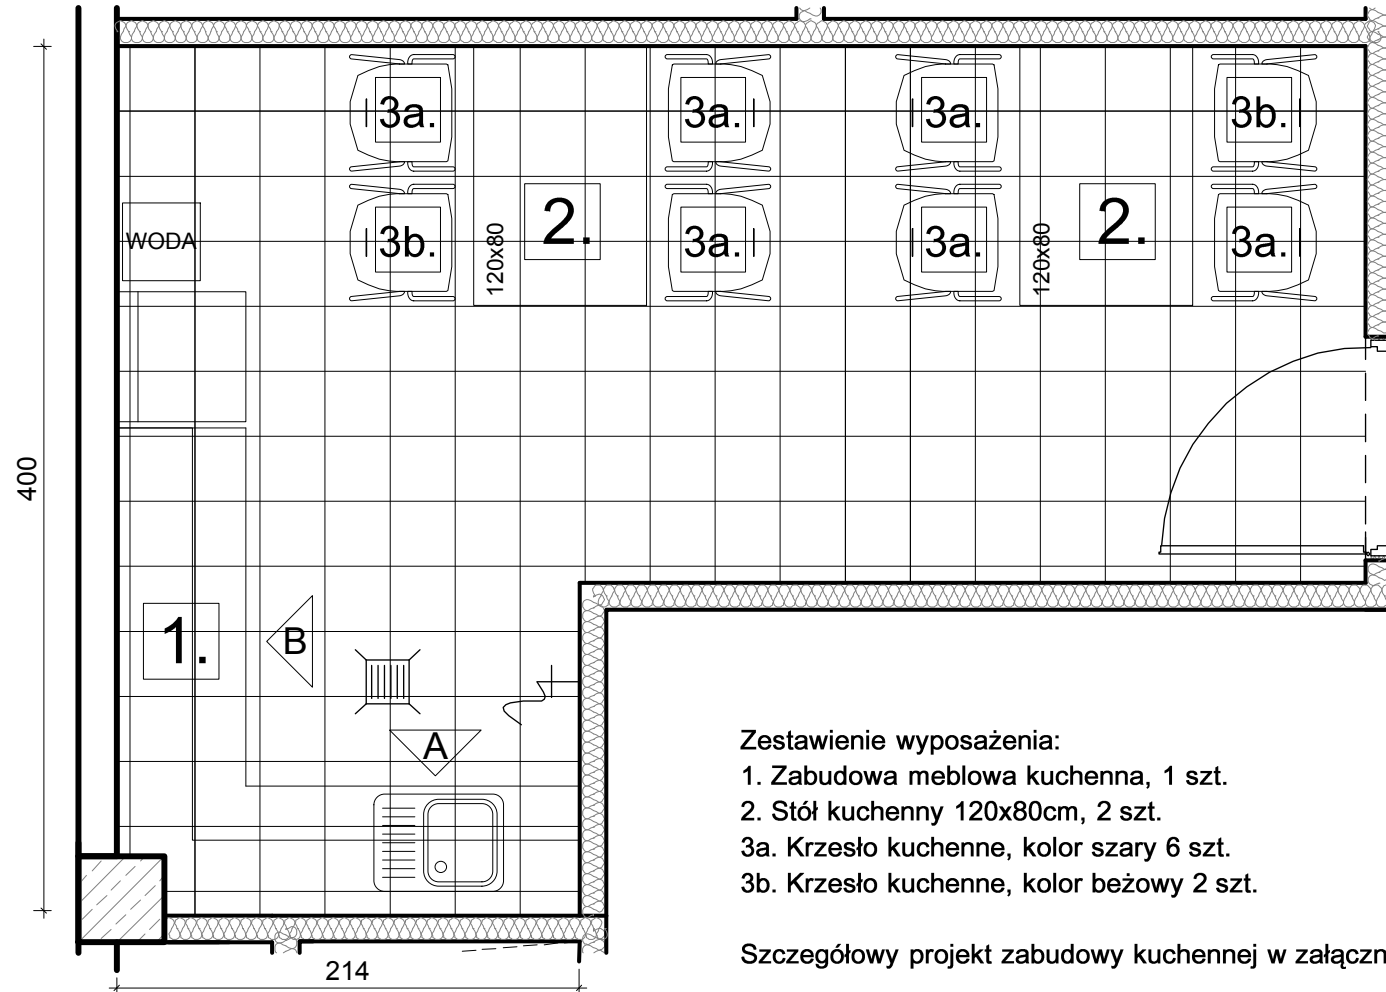 3a. 3a. 3a. 3b.
2. 2.
WODA 3b. 120x80 3a. 3a. 120x80 3a.
400
1. B
A
Zestawienie wyposażenia:
1. Zabudowa meblowa kuchenna, 1 szt.
2. Stół kuchenny 120x80cm, 2 szt.
3a. Krzesło kuchenne, kolor szary 6 szt.
3b. Krzesło kuchenne, kolor beżowy 2 szt.
Szczegółowy projekt zabudowy kuchennej w załączn
214